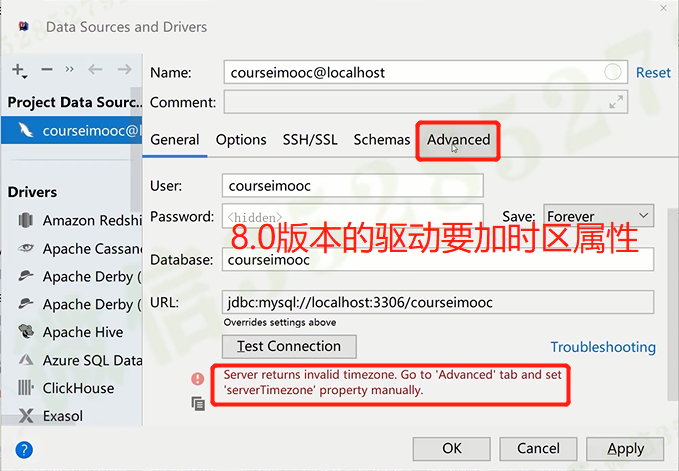 Data Sources and Drivers
Name:
courseimooc@localhost
Reset
Comment:
Project Data Sourc...
courseimooc@l
General
Options
SSH/SSL
Schemas
Advanced
User:
courseimooc
Drivers
Amazon Redshi
Password:
<hidden>
Save:
Forever
8.0版本的驱动要加时区属性
Apache Cassan
Database:
courseimooc
Apache Derby (
Apache Derby (
URL:
jdbc:mysql://localhost:3306/courseimooc
Overrides settings above
Apache Hive
Test Connection
Troubleshooting
Azure SQL Data
Server returns invalid timezone. Go to 'Advanced' tab and set
'serverTimezone' property manually.
ClickHouse
Exasol
?
OK
Cancel
Apply